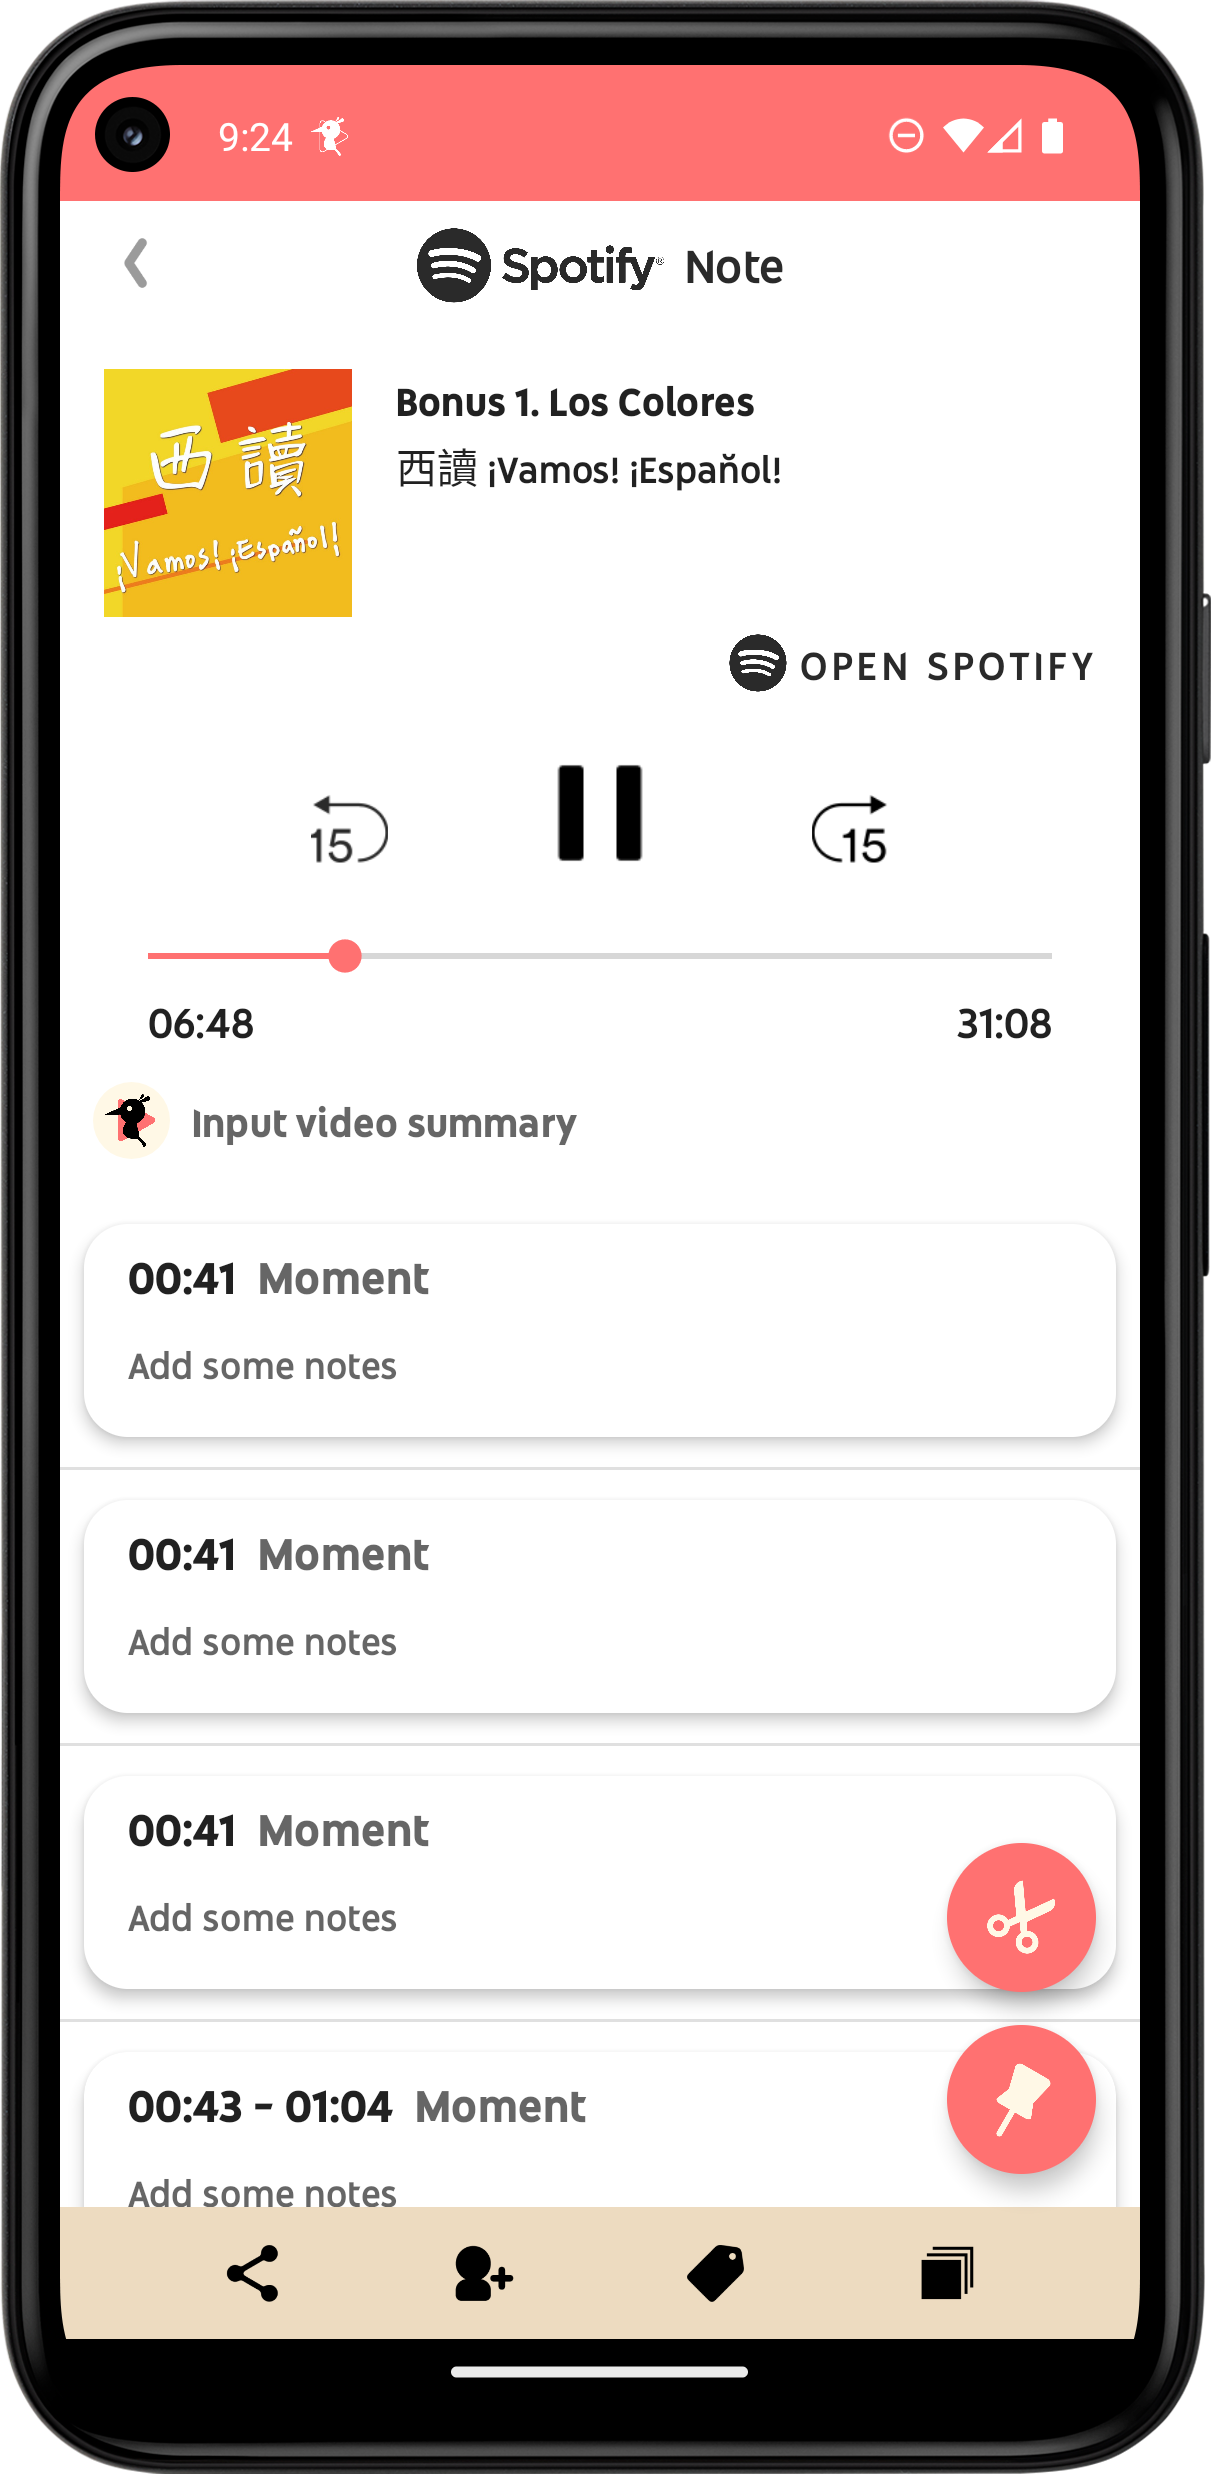 9:24
Spotify® Note
西讀
¡Vamos! ¡Español!
Bonus 1. Los Colores
西讀 ¡Vamos! ¡Español!
OPEN SPOTIFY
15
15
06:48
31:08
Input video summary
00:41 Moment
Add some notes
00:41 Moment
Add some notes
00:41 Moment
Add some notes
00:43 - 01:04 Moment
Add some notes